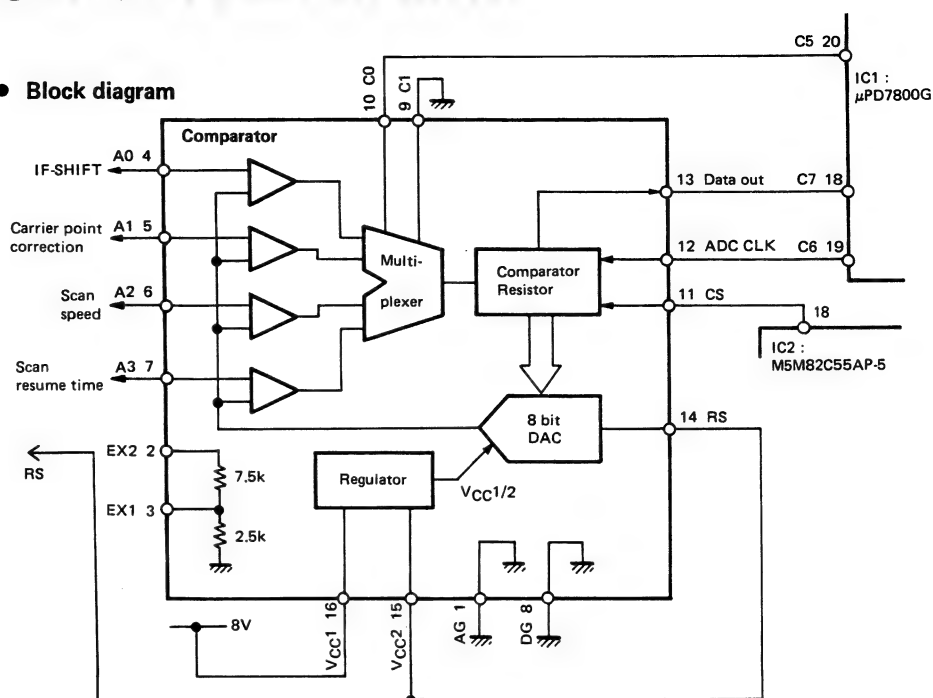 ● Block diagram
C5 20
IC1 :
μPD7800G
10 C0
9 C1
Comparator
IF-SHIFT
A0 4
Carrier point
correction
A1 5
Scan
speed
A2 6
Scan
resume time
A3 7
Multi-
plexer
Comparator
Resistor
13 Data out
C7 18
12 ADC CLK
C6 19
11 CS
18
IC2 :
M5M82C55AP-5
8 bit
DAC
14 RS
RS
EX2 2
7.5k
EX1 3
2.5k
Regulator
VCC1/2
8V
VCC1 16
VCC2 15
AG 1
DG 8